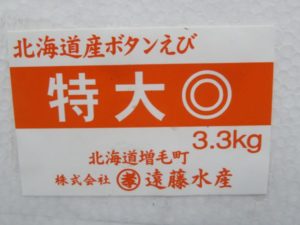 北海道産ボタンえび
特大◎
3.3kg
北海道増毛町
株式会社 孝 遠藤水産